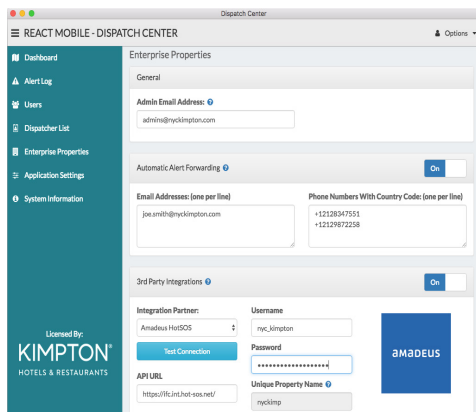 Dispatch Center
REACT MOBILE - DISPATCH CENTER
Options
Dashboard
Alert Log
Users
Dispatcher List
Enterprise Properties
Application Settings
System Information
Licensed By:
KIMPTON®
HOTELS & RESTAURANTS
Enterprise Properties
General
Admin Email Address:
admins@nyckimpton.com
Automatic Alert Forwarding
On
Email Addresses: (one per line)
joe.smith@nyckimpton.com
Phone Numbers With Country Code: (one per line)
+12128347551
+12129872258
3rd Party Integrations
On
Integration Partner:
Amadeus HotSOS
Test Connection
API URL
https://ifc.int.hot-sos.net/
Username
nyc_kimpton
Password
Unique Property Name
nyckimp
aMaDEUS